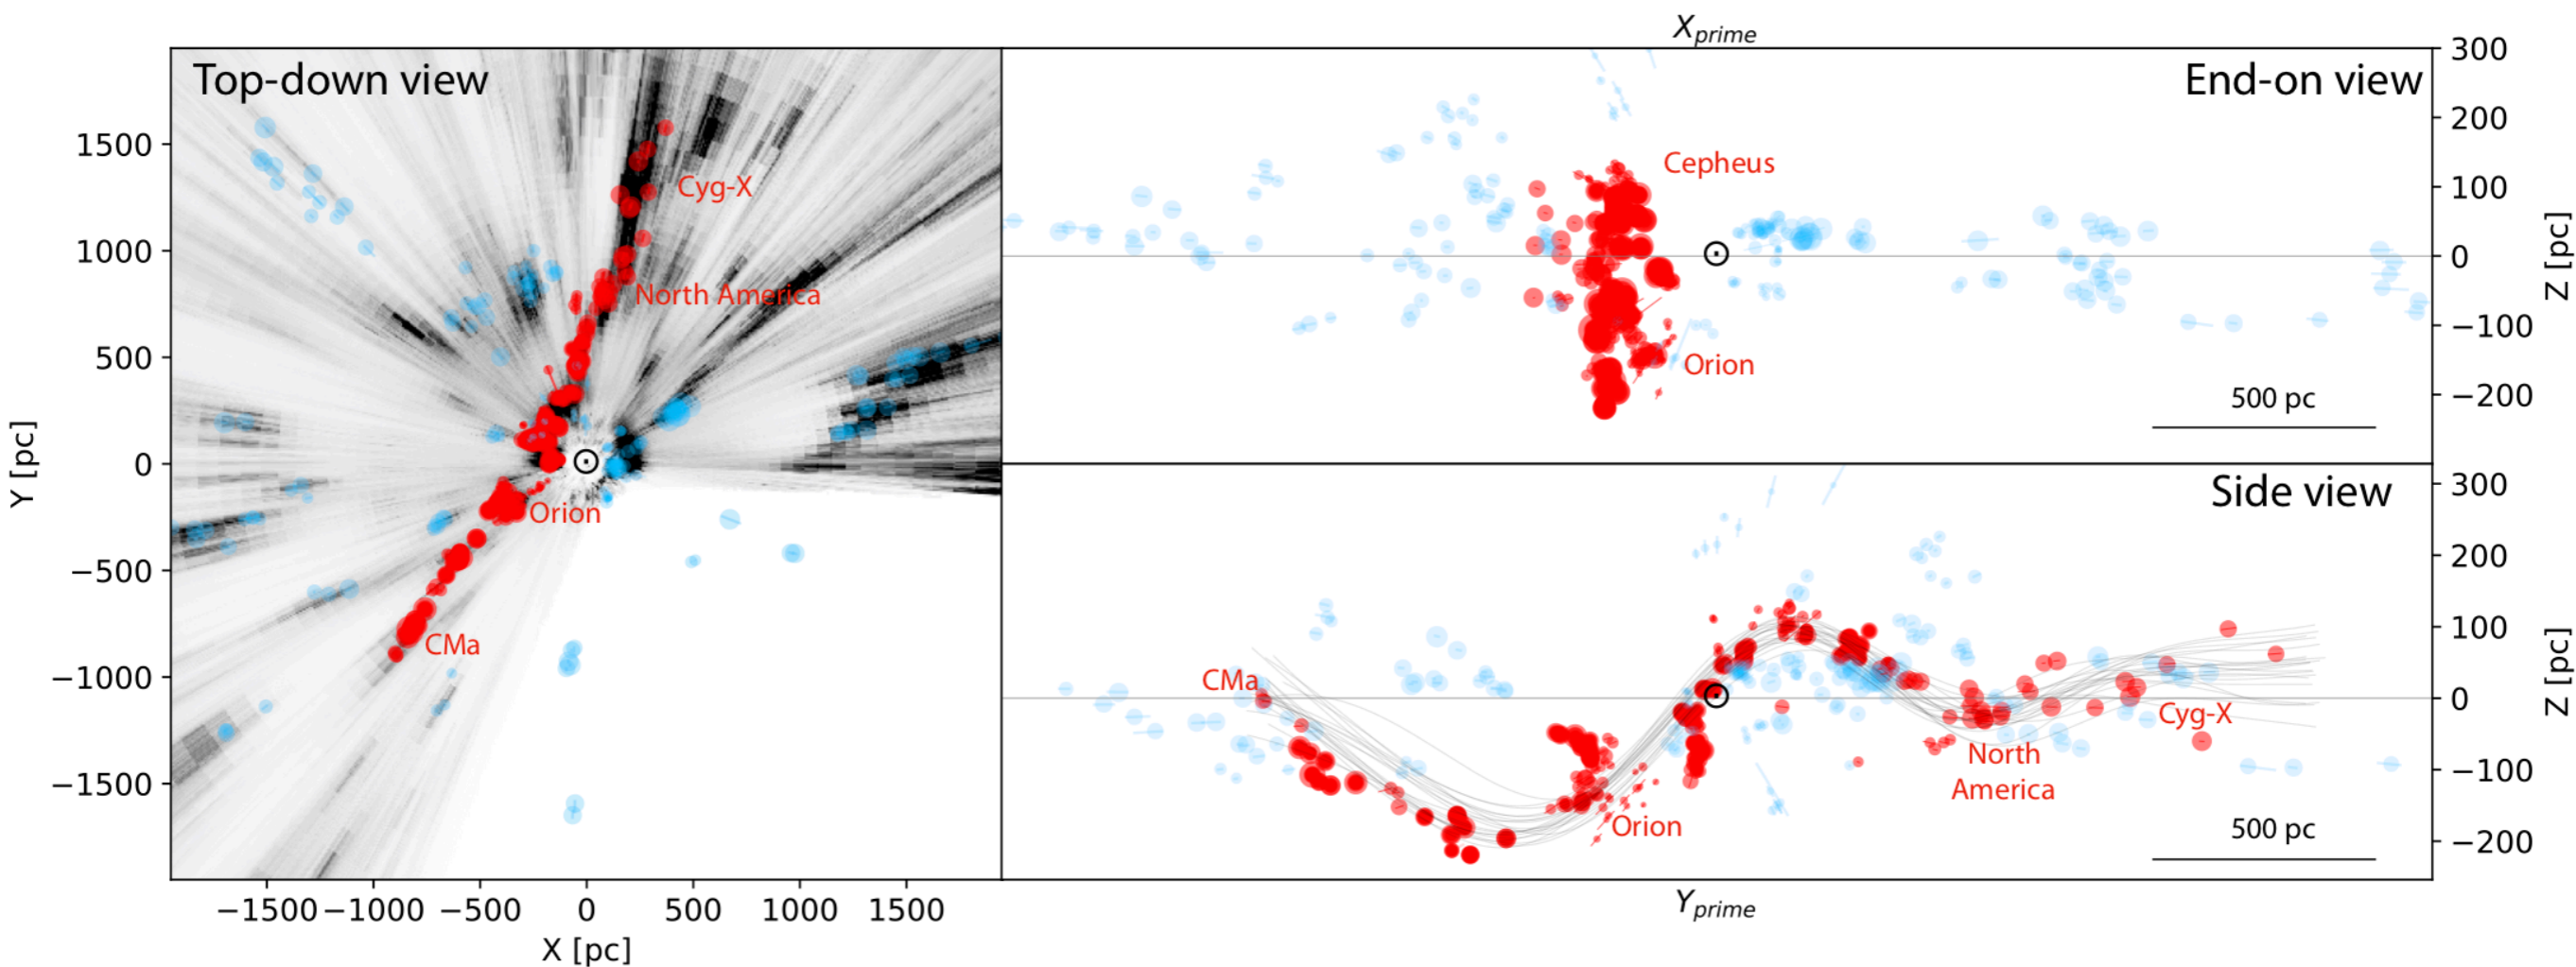 X_prime
Top-down view
End-on view
Cyg-X
North America
Orion
CMa
1500
1000
500
0
−500
−1000
−1500
Y [pc]
−1500
−1000
−500
0
500
1000
1500
X [pc]
Cepheus
Orion
500 pc
300
200
100
0
−100
−200
Z [pc]
Side view
CMa
Orion
North
America
Cyg-X
500 pc
300
200
100
0
−100
−200
Z [pc]
Y_prime